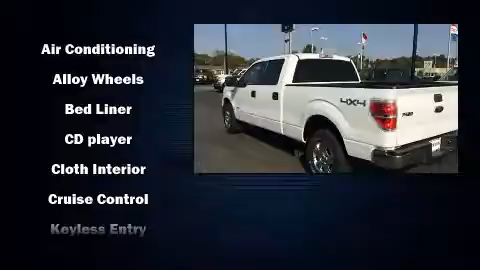 Air Conditioning
Alloy Wheels
Bed Liner
CD player
Cloth Interior
Cruise Control
Keyless Entry
4X4